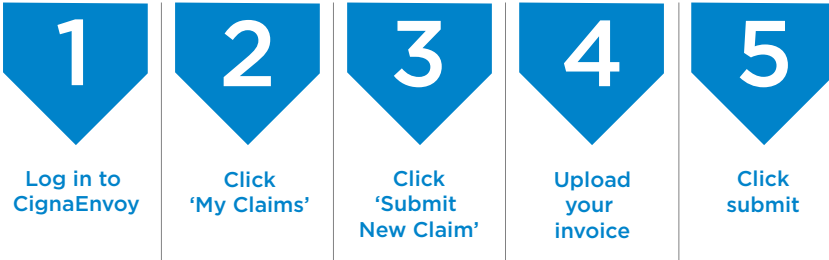 1
Log in to
CignaEnvoy
2
Click
‘My Claims’
3
Click
‘Submit
New Claim’
4
Upload
your
invoice
5
Click
submit